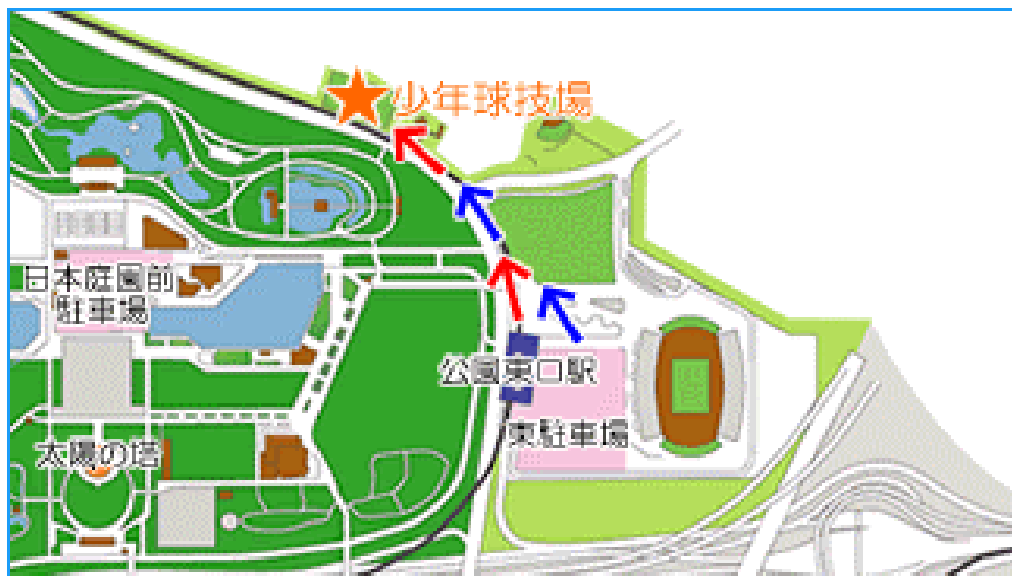 少年球技場
日本庭園前
駐車場
公園東口駅
東駐車場
太陽の塔